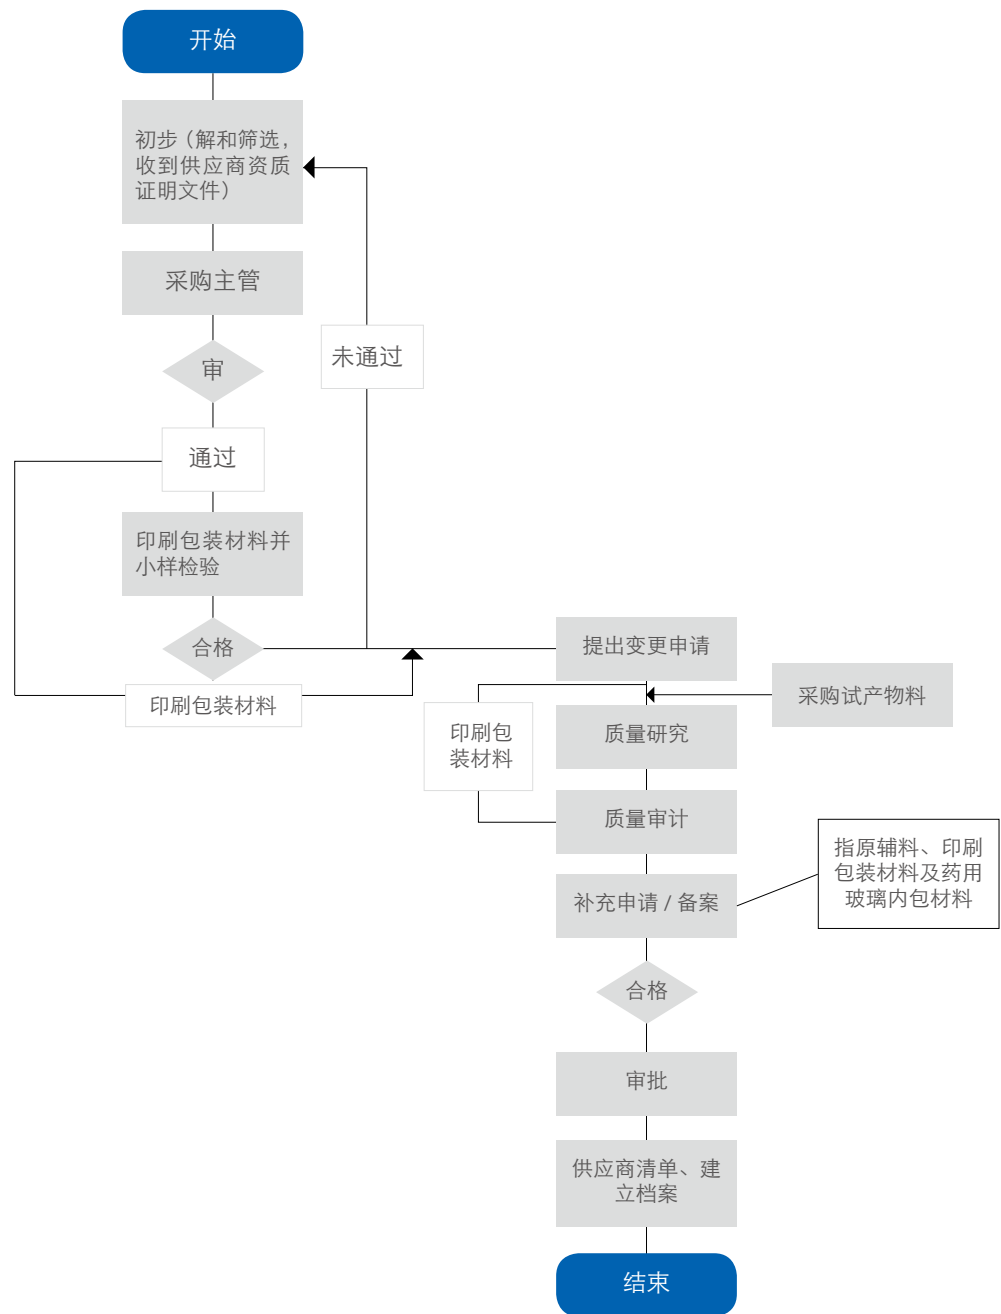 开始
初步（解和筛选，
收到供应商资质
证明文件）
采购主管
审
未通过
通过
印刷包装材料并
小样检验
合格
印刷包装材料
提出变更申请
采购试产物料
印刷包
装材料
质量研究
质量审计
指原辅料、印刷
包装材料及药用
玻璃内包材料
补充申请 / 备案
合格
审批
供应商清单、建
立档案
结束